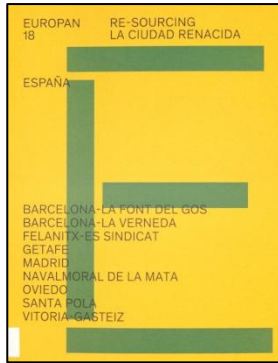 EUROPAN RE-SOURCING
18 LA CIUDAD RENACIDA
ESPAÑA
BARCELONA-LA FONT DEL GOS
BARCELONA-LA VERNEDA
FELANITX-ES SINDICAT
GETAFE
MADRID
NAVALMORAL DE LA MATA
OVIEDO
SANTA POLA
VITORIA-GASTEIZ